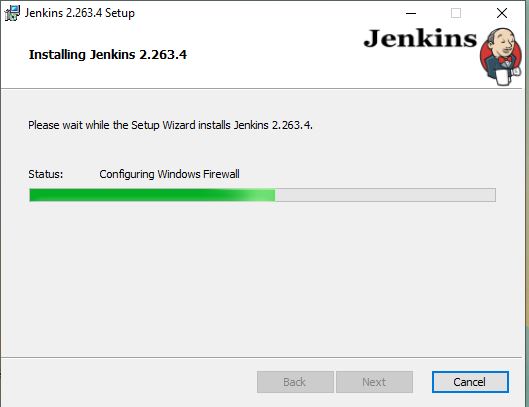 Jenkins 2.263.4 Setup
Jenkins
Installing Jenkins 2.263.4
Please wait while the Setup Wizard installs Jenkins 2.263.4.
Status: Configuring Windows Firewall
Back Next Cancel